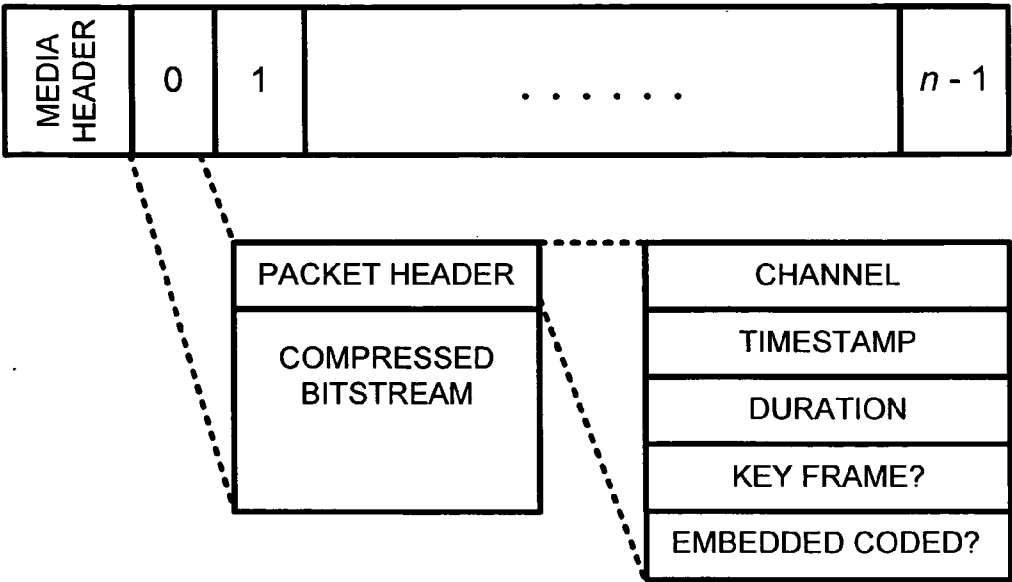 MEDIA
HEADER
0
1
. . . . . .
n - 1
PACKET HEADER
COMPRESSED
BITSTREAM
CHANNEL
TIMESTAMP
DURATION
KEY FRAME?
EMBEDDED CODED?